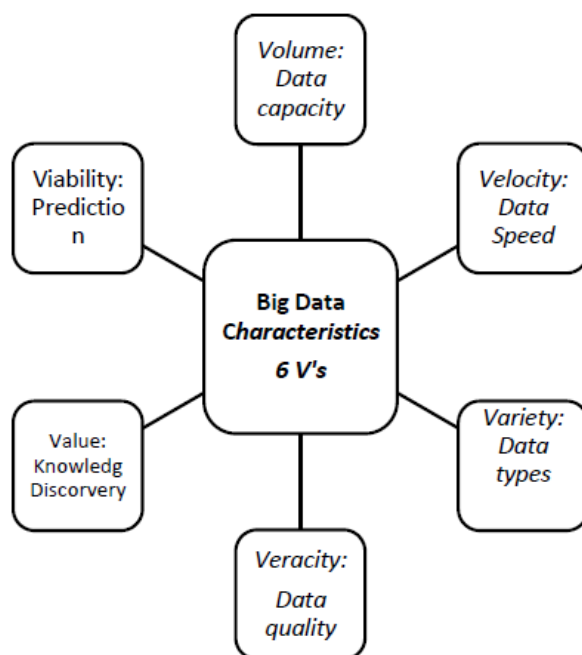 Volume:
Data
capacity
Viability:
Predictio
n
Velocity:
Data
Speed
Big Data
Characteristics
6 V's
Value:
Knowledg
Discorvery
Variety:
Data
types
Veracity:
Data
quality